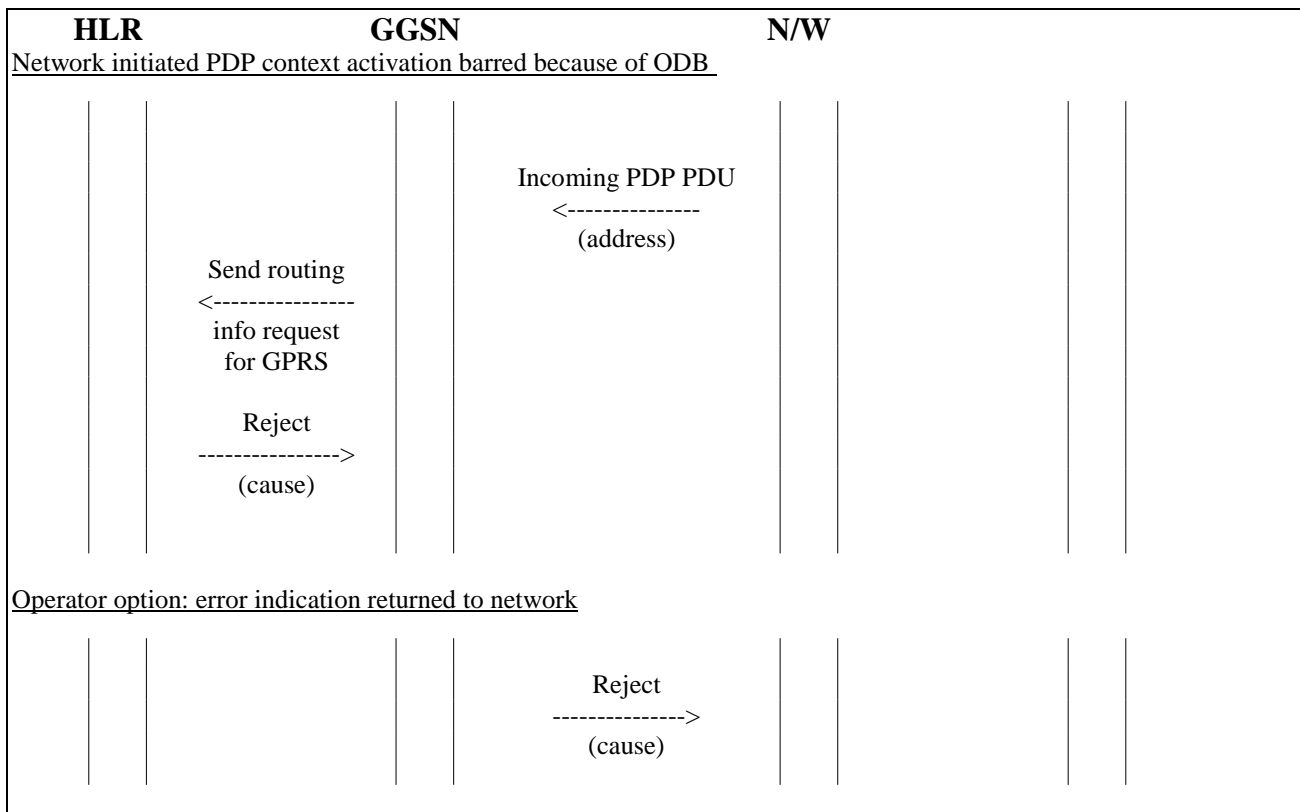 HLR GGSN N/W
Network initiated PDP context activation barred because of ODB
Incoming PDP PDU
<---------------
(address)
Send routing
<----------------
info request
for GPRS
Reject
---------------->
(cause)
Operator option: error indication returned to network
Reject
--------------->
(cause)